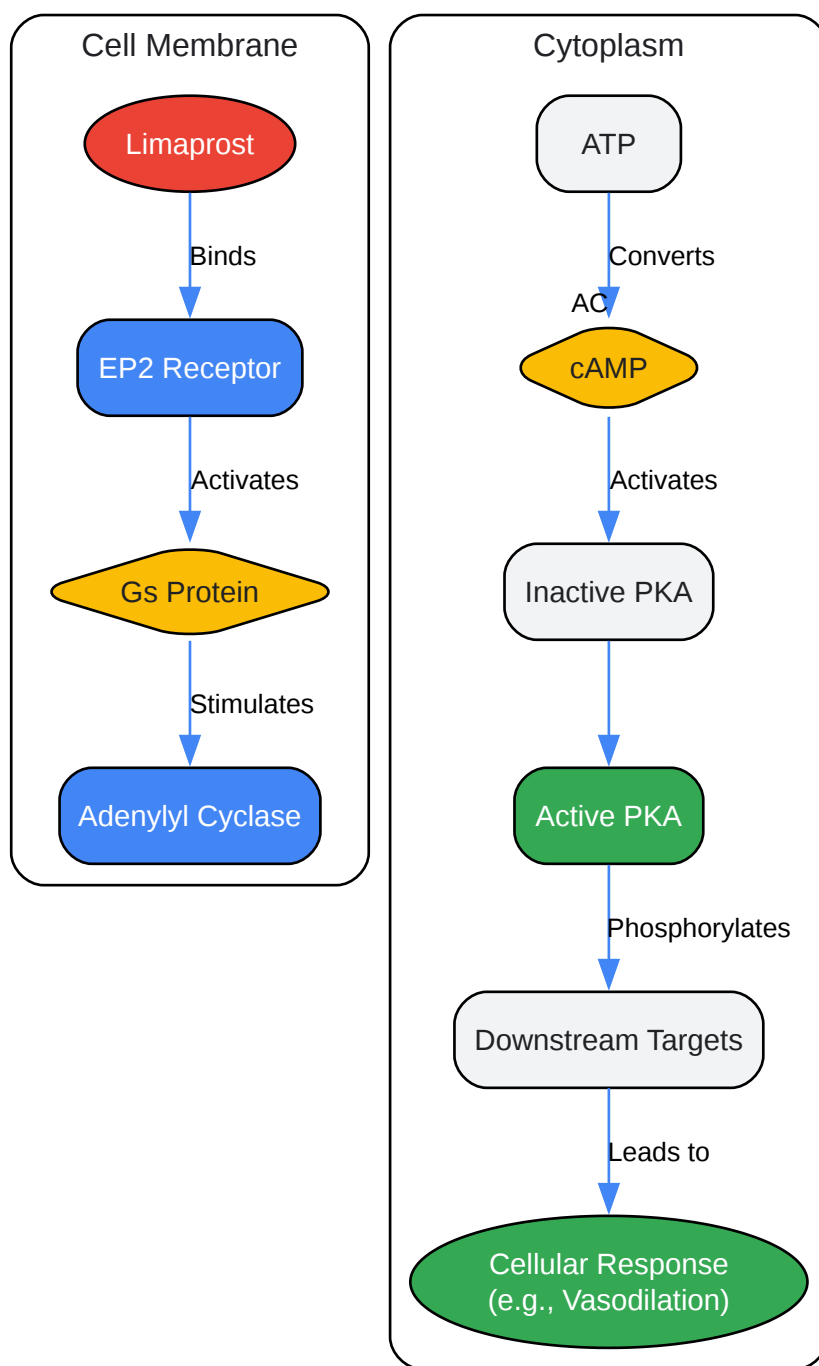 Cell Membrane
Limaprost
Binds
EP2 Receptor
Activates
Gs Protein
Stimulates
Adenylyl Cyclase
Cytoplasm
ATP
Converts
AC
cAMP
Activates
Inactive PKA
Active PKA
Phosphorylates
Downstream Targets
Leads to
Cellular Response
(e.g., Vasodilation)